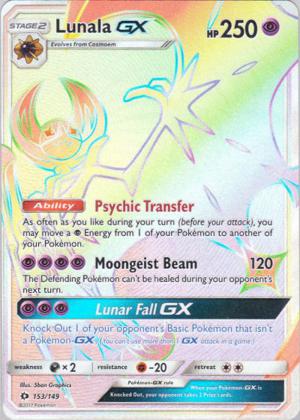 STAGE2 Lunala GX HP250
Evolves from Cosmoem
Ability Psychic Transfer
As often as you like during your turn (before your attack), you
may move a Energy from 1 of your Pokémon to another
of your Pokémon.
Moongeist Beam 120
The Defending Pokémon can't be healed during your opponent's
next turn.
Lunar Fall GX
Knock Out 1 of your opponent's Basic Pokémon that isn't
a Pokémon-GX. (You can't use more than 1 GX attack in a game.)
weakness ×2 resistance -20 retreat
Illus. 5ban Graphics
Pokémon-GX rule
When your Pokémon-GX is
Knocked Out, your opponent takes 2 Prize cards.
153/149
©2017 Pokémon